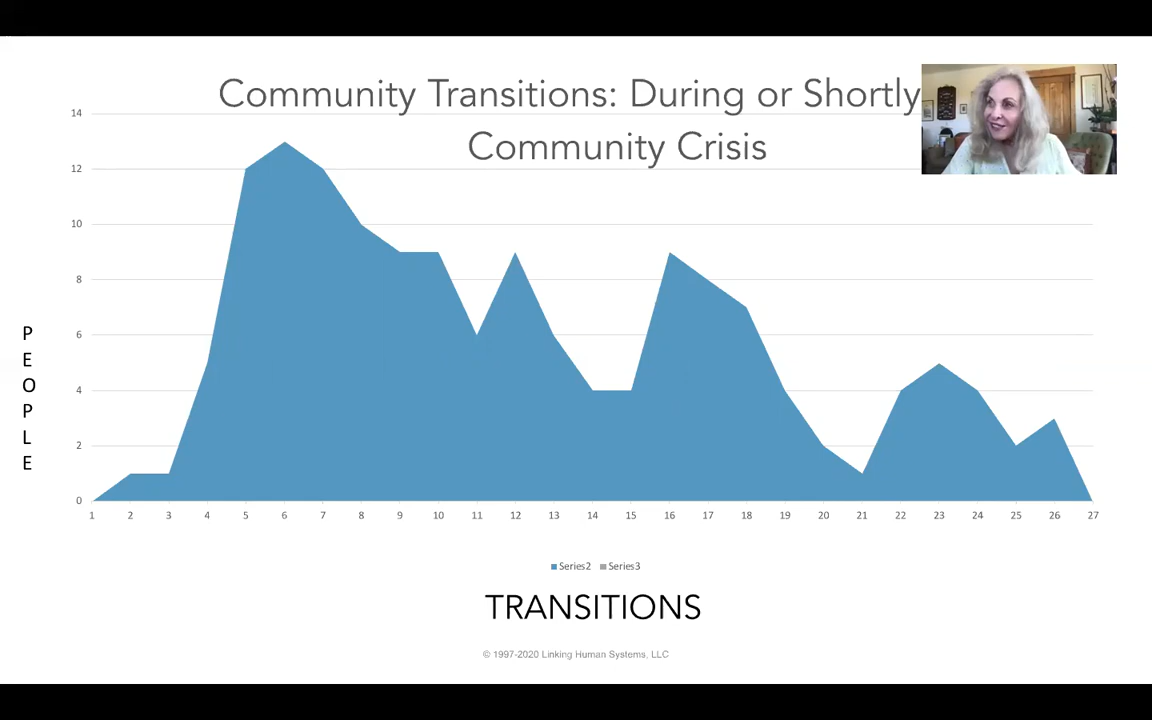 Community Transitions: During or Shortly
Community Crisis
14
12
10
8
6
4
2
0
P
E
O
P
L
E
1 2 3 4 5 6 7 8 9 10 11 12 13 14 15 16 17 18 19 20 21 22 23 24 25 26 27
Series2 Series3
TRANSITIONS
© 1997-2020 Linking Human Systems, LLC